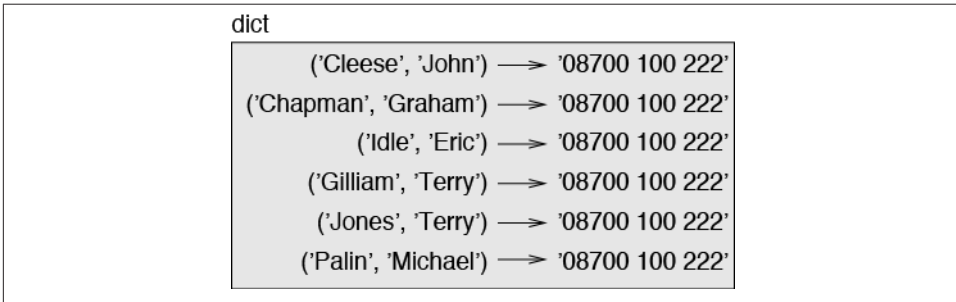 dict
('Cleese', 'John') ⟶ '08700 100 222'
('Chapman', 'Graham') ⟶ '08700 100 222'
('Idle', 'Eric') ⟶ '08700 100 222'
('Gilliam', 'Terry') ⟶ '08700 100 222'
('Jones', 'Terry') ⟶ '08700 100 222'
('Palin', 'Michael') ⟶ '08700 100 222'